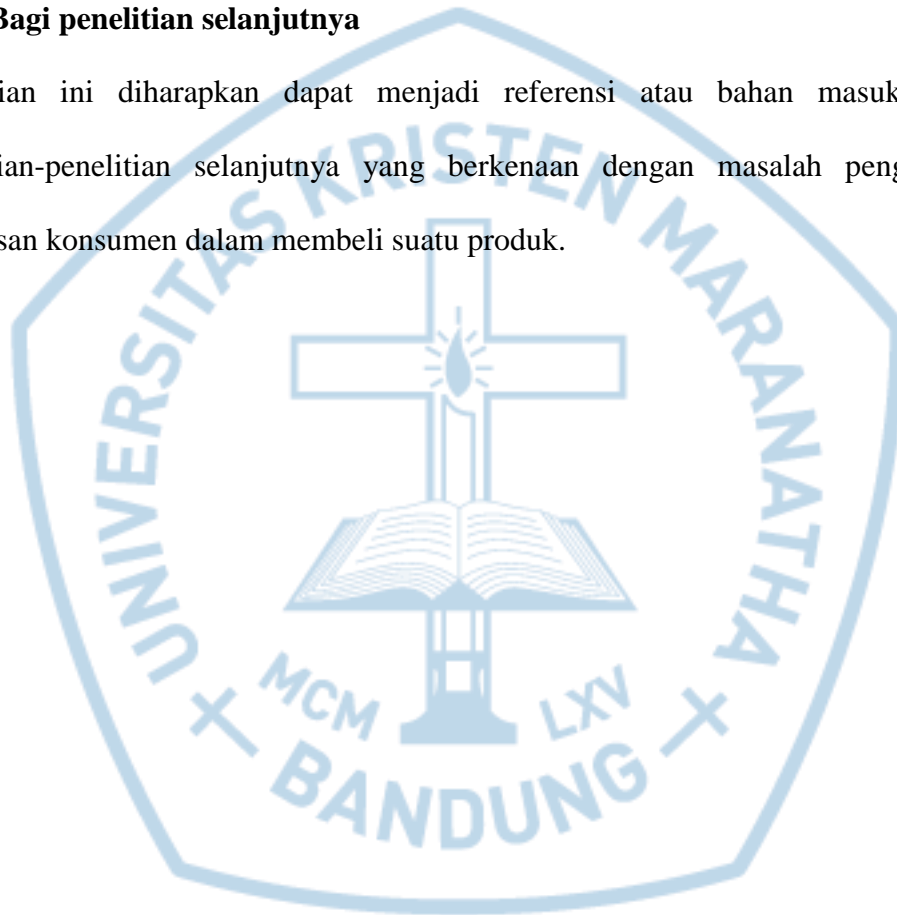 Bagi penelitian selanjutnya
ian ini diharapkan dapat menjadi referensi atau bahan masuk
ian-penelitian selanjutnya yang berkenaan dengan masalah peng
san konsumen dalam membeli suatu produk.
UNIVERSITAS KRISTEN MARANATHA
MCM LXV
BANDUNG